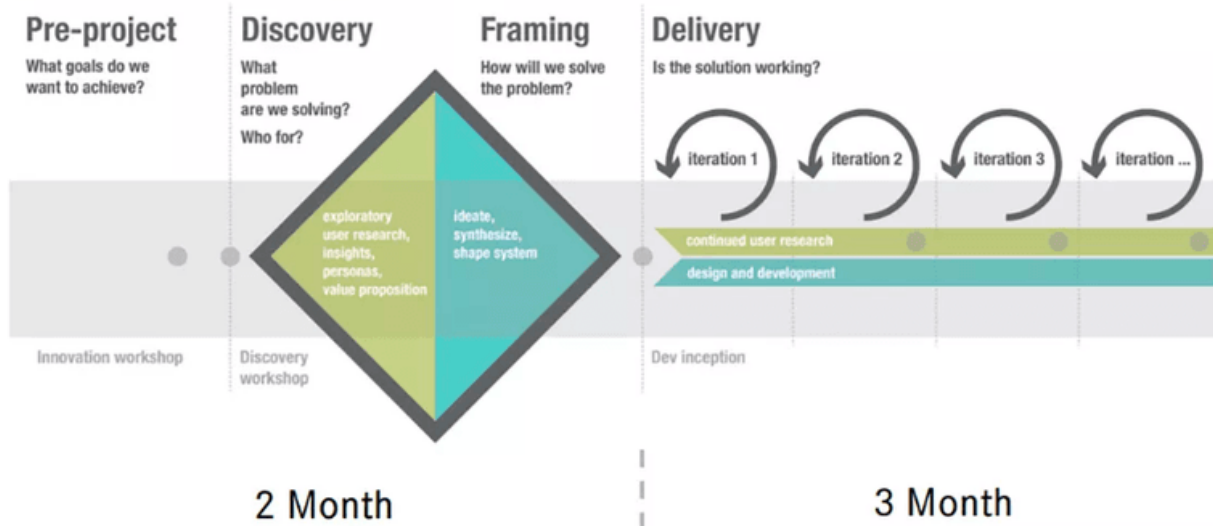 Pre-project
What goals do we
want to achieve?
Discovery
What
problem
are we solving?
Who for?
Framing
How will we solve
the problem?
Delivery
Is the solution working?
iteration 1
iteration 2
iteration 3
iteration ...
exploratory
user research,
insights,
personas,
value proposition
ideate,
synthesize,
shape system
continued user research
design and development
Innovation workshop
Discovery
workshop
Dev inception
2 Month
3 Month